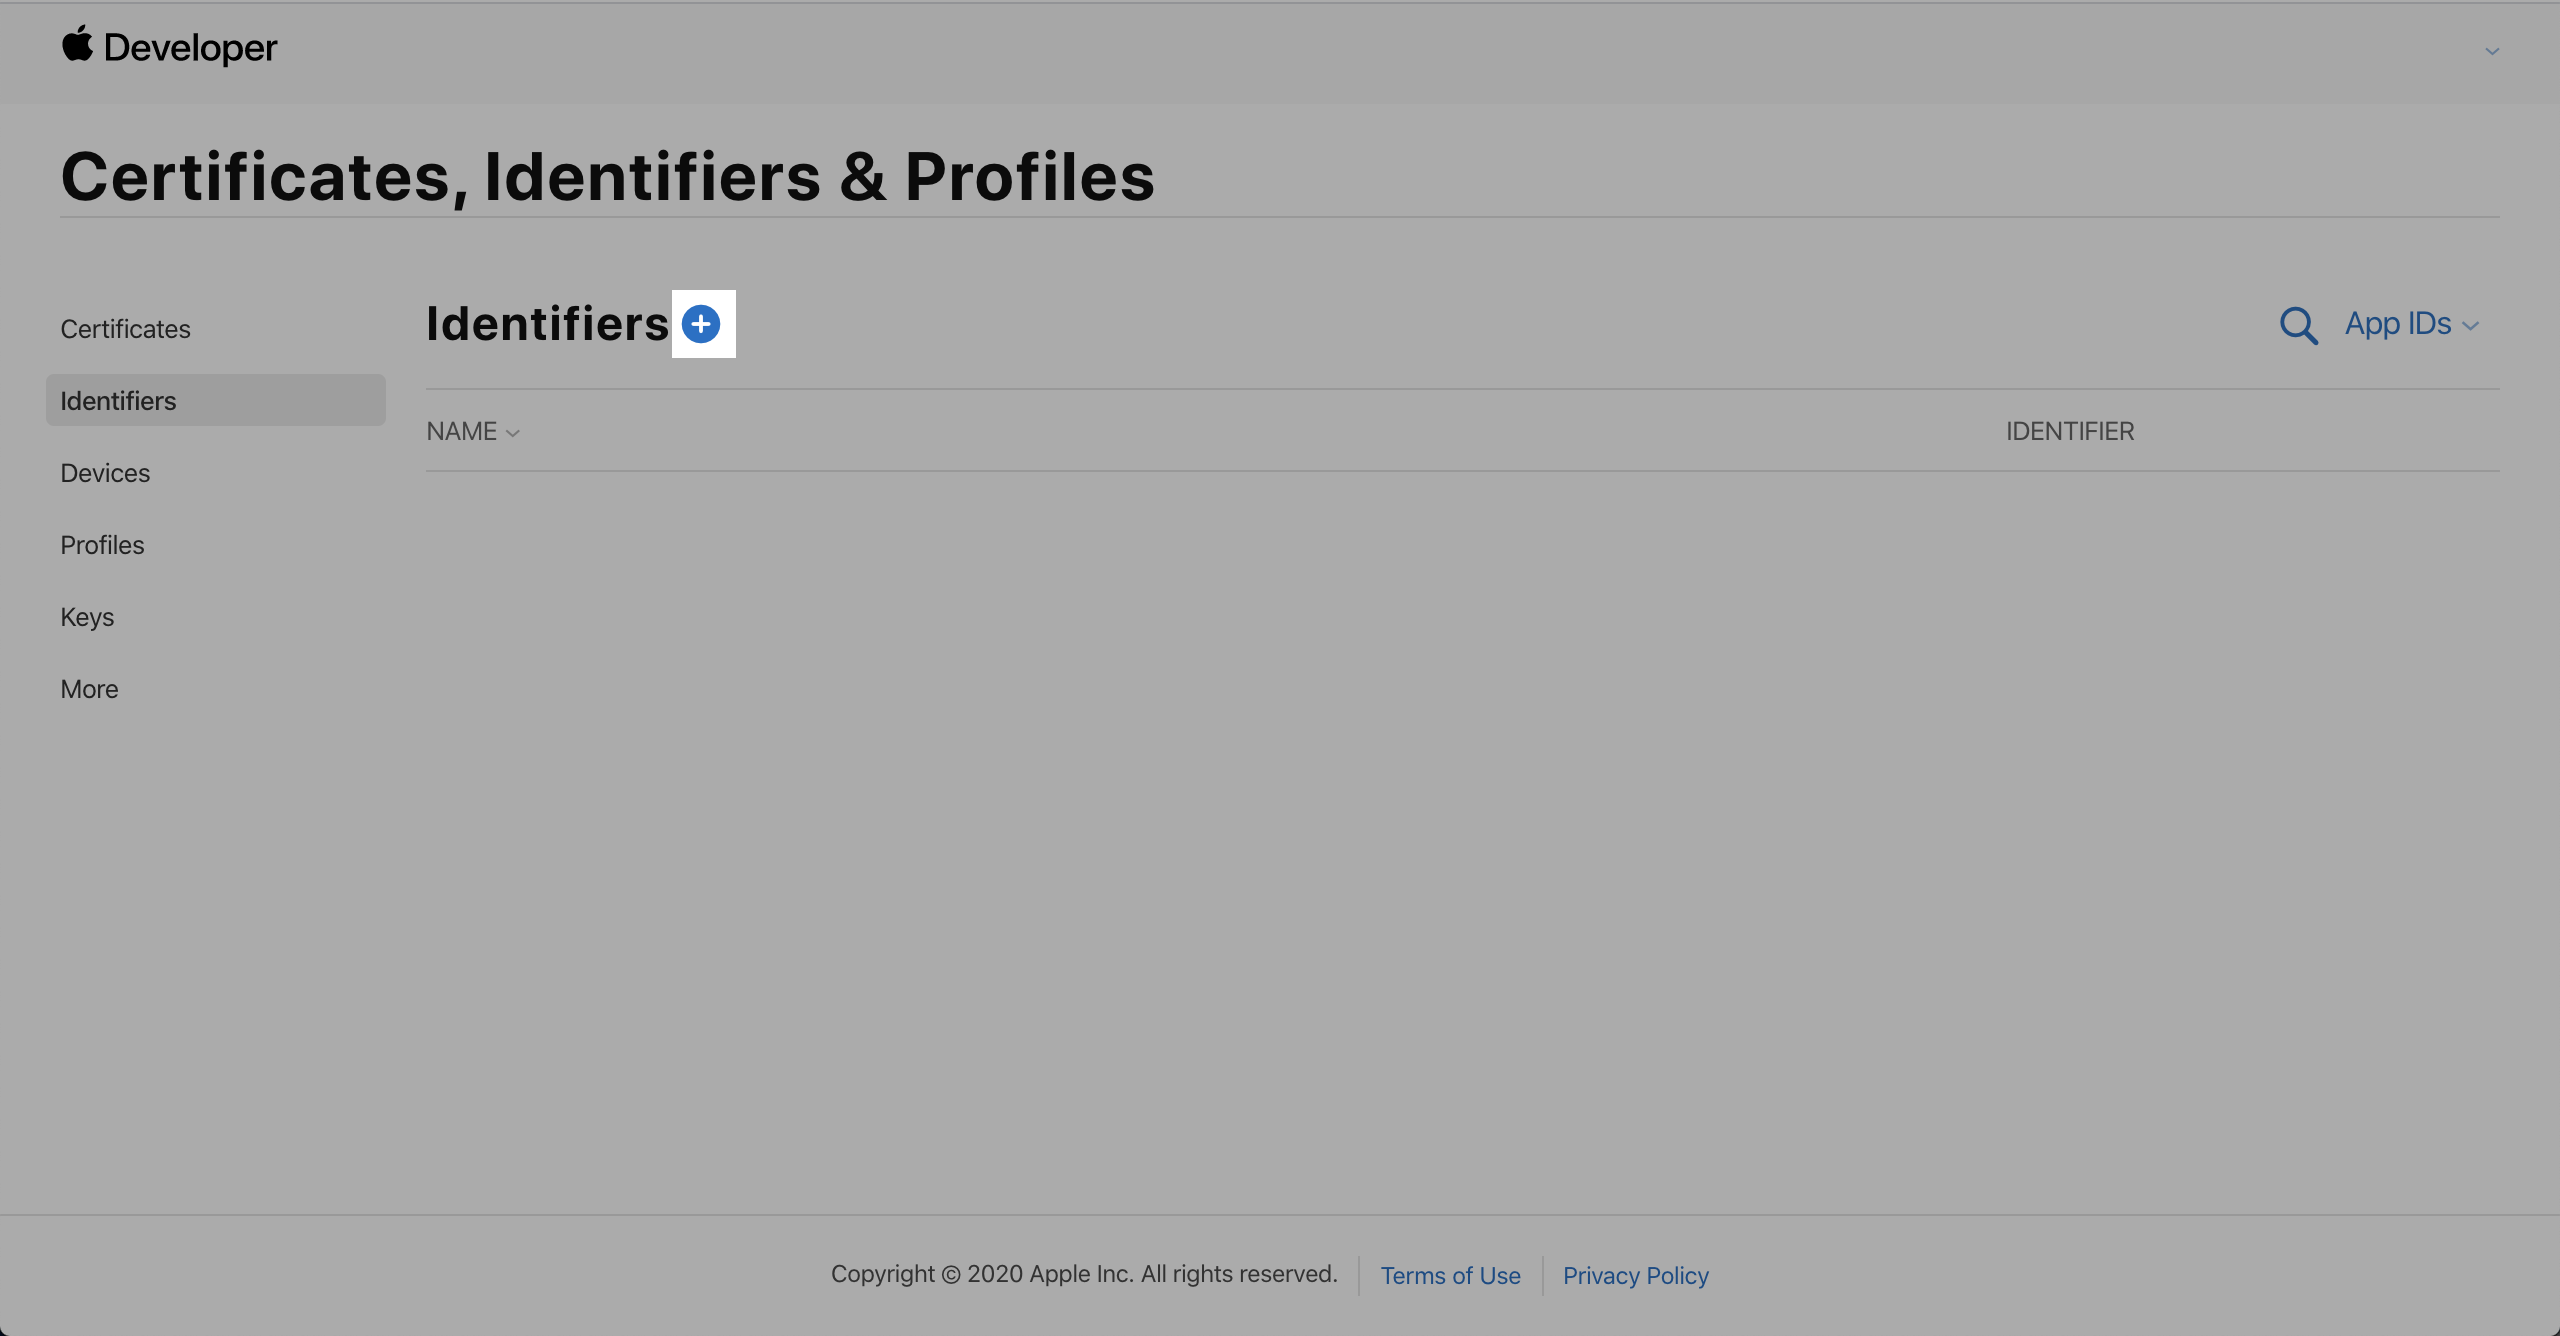 Developer
Certificates, Identifiers & Profiles
Certificates
Identifiers
Devices
Profiles
Keys
More
Identifiers
App IDs
NAME
IDENTIFIER
Copyright © 2020 Apple Inc. All rights reserved.
Terms of Use
Privacy Policy